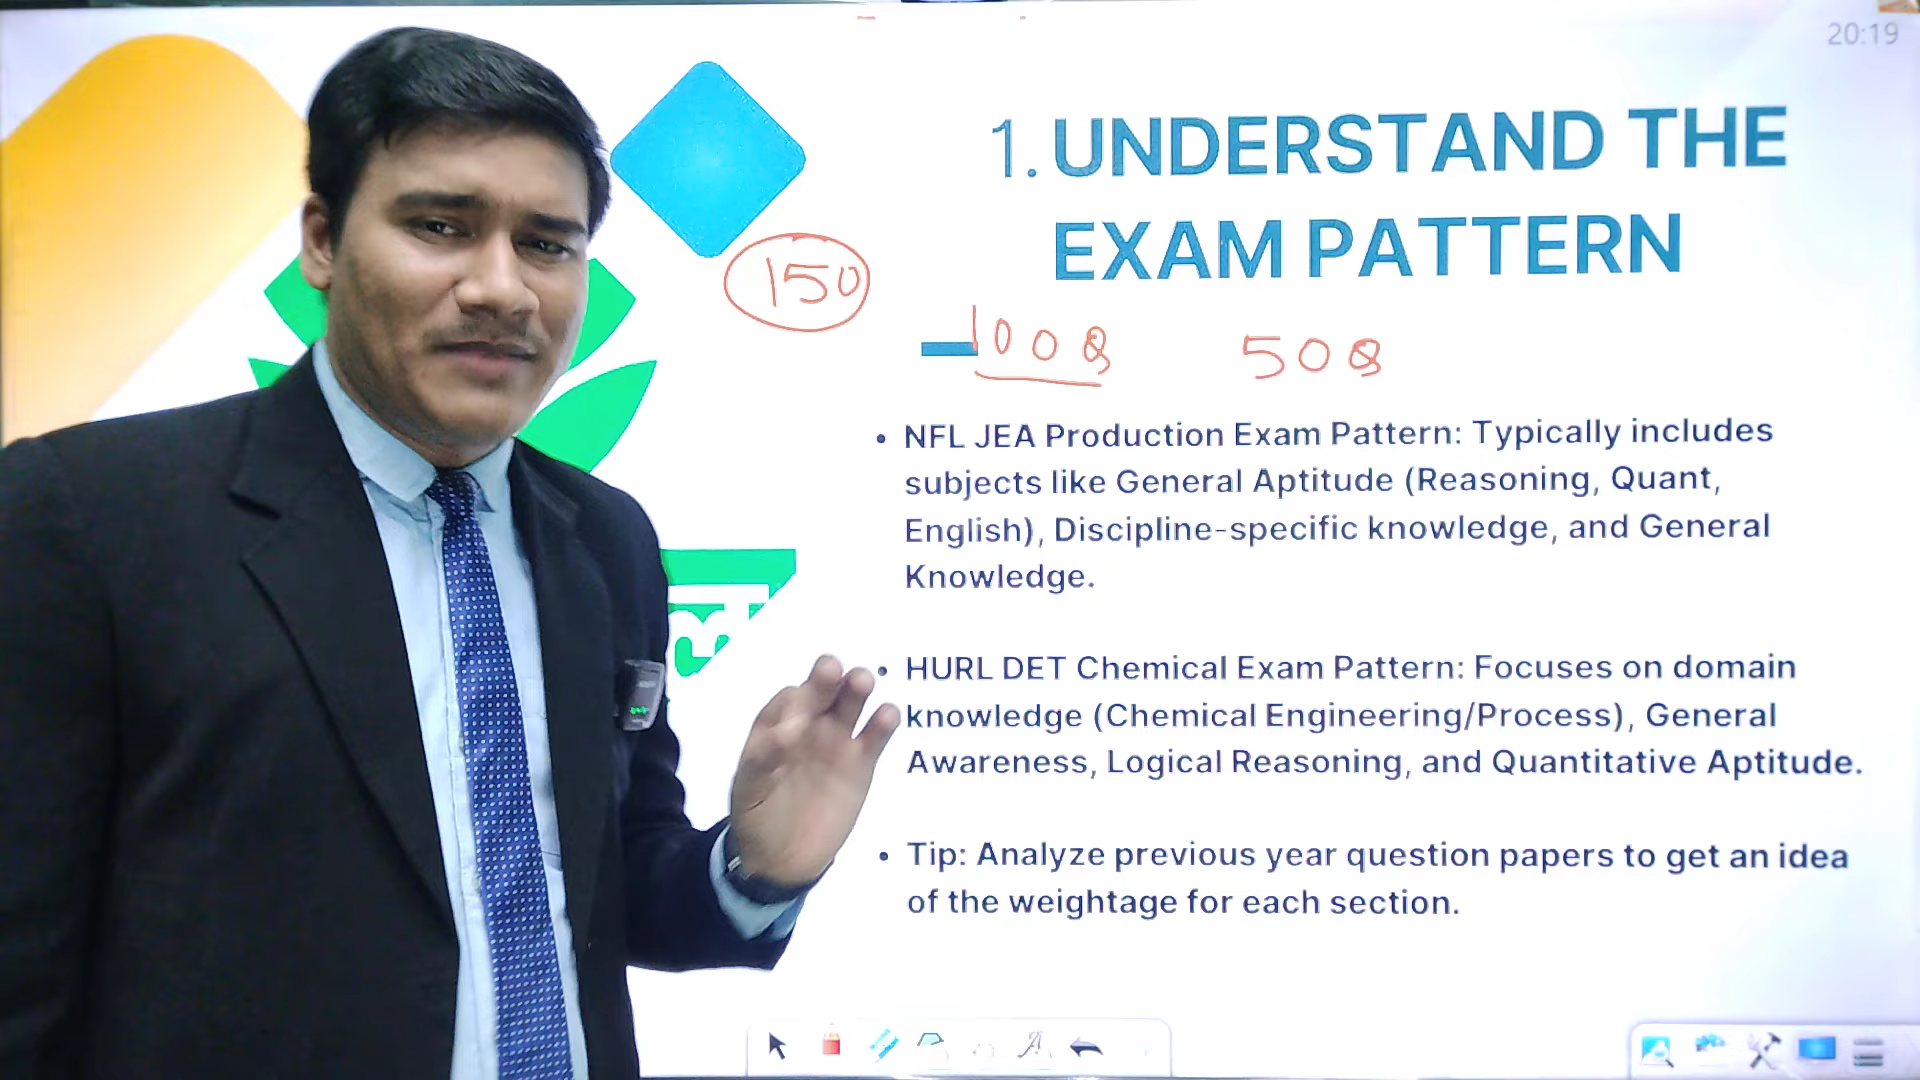 20:19
1. UNDERSTAND THE
EXAM PATTERN
150
100Q 50Q
• NFL JEA Production Exam Pattern: Typically includes
subjects like General Aptitude (Reasoning, Quant,
English), Discipline-specific knowledge, and General
Knowledge.
• HURL DET Chemical Exam Pattern: Focuses on domain
knowledge (Chemical Engineering/Process), General
Awareness, Logical Reasoning, and Quantitative Aptitude.
• Tip: Analyze previous year question papers to get an idea
of the weightage for each section.